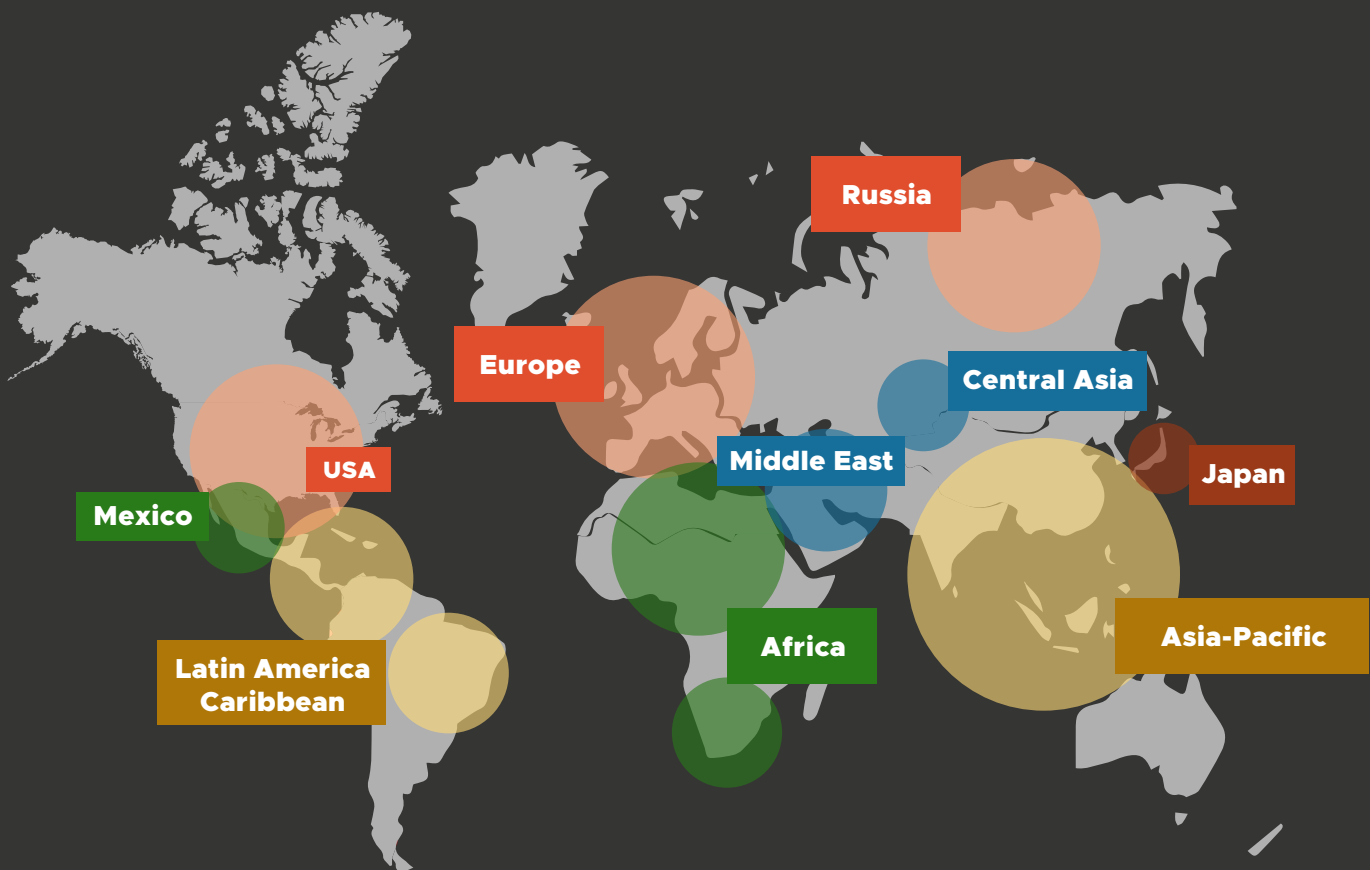 Russia
Europe
Central Asia
USA
Middle East
Japan
Mexico
Africa
Asia-Pacific
Latin America
Caribbean